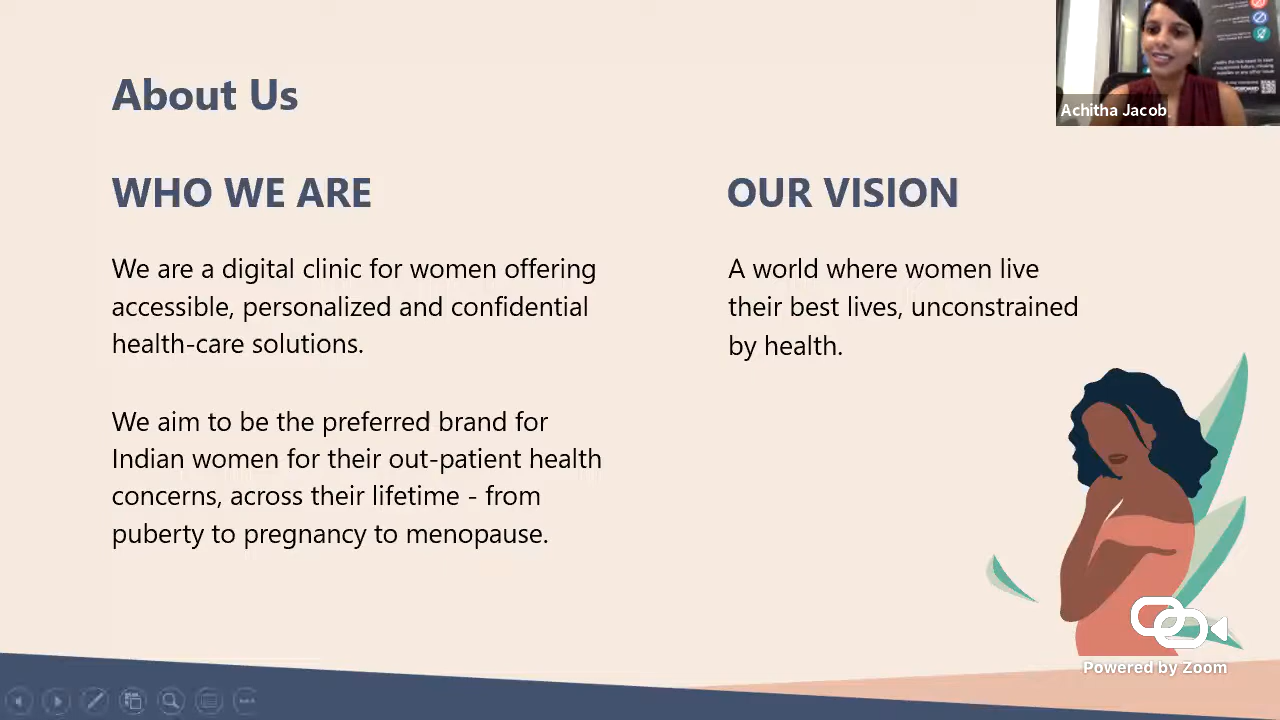 About Us
Achitha Jacob
WHO WE ARE
We are a digital clinic for women offering
accessible, personalized and confidential
health-care solutions.
We aim to be the preferred brand for
Indian women for their out-patient health
concerns, across their lifetime - from
puberty to pregnancy to menopause.
OUR VISION
A world where women live
their best lives, unconstrained
by health.
Powered by Zoom